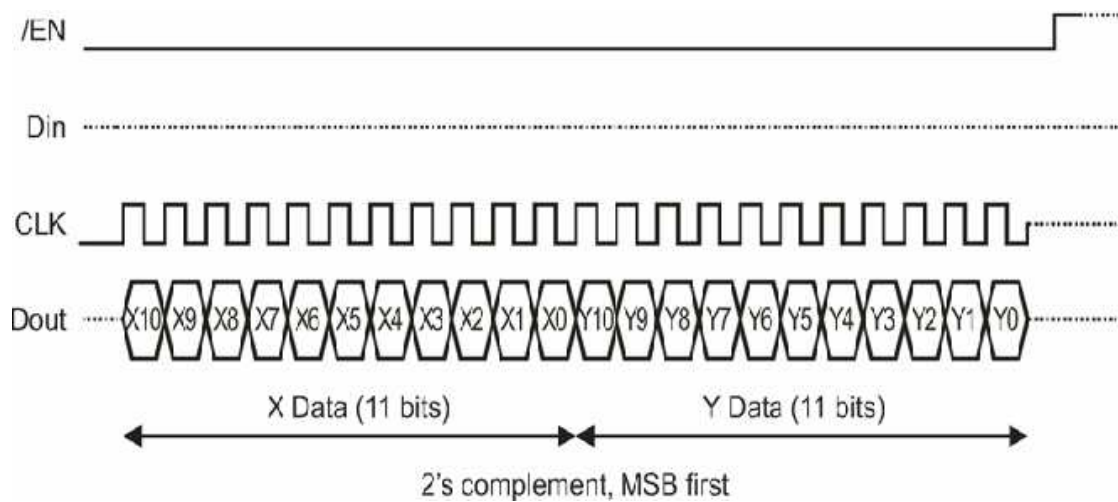 /EN
Din
CLK
Dout X10 X9 X8 X7 X6 X5 X4 X3 X2 X1 X0 Y10 Y9 Y8 Y7 Y6 Y5 Y4 Y3 Y2 Y1 Y0
X Data (11 bits) Y Data (11 bits)
2's complement, MSB first